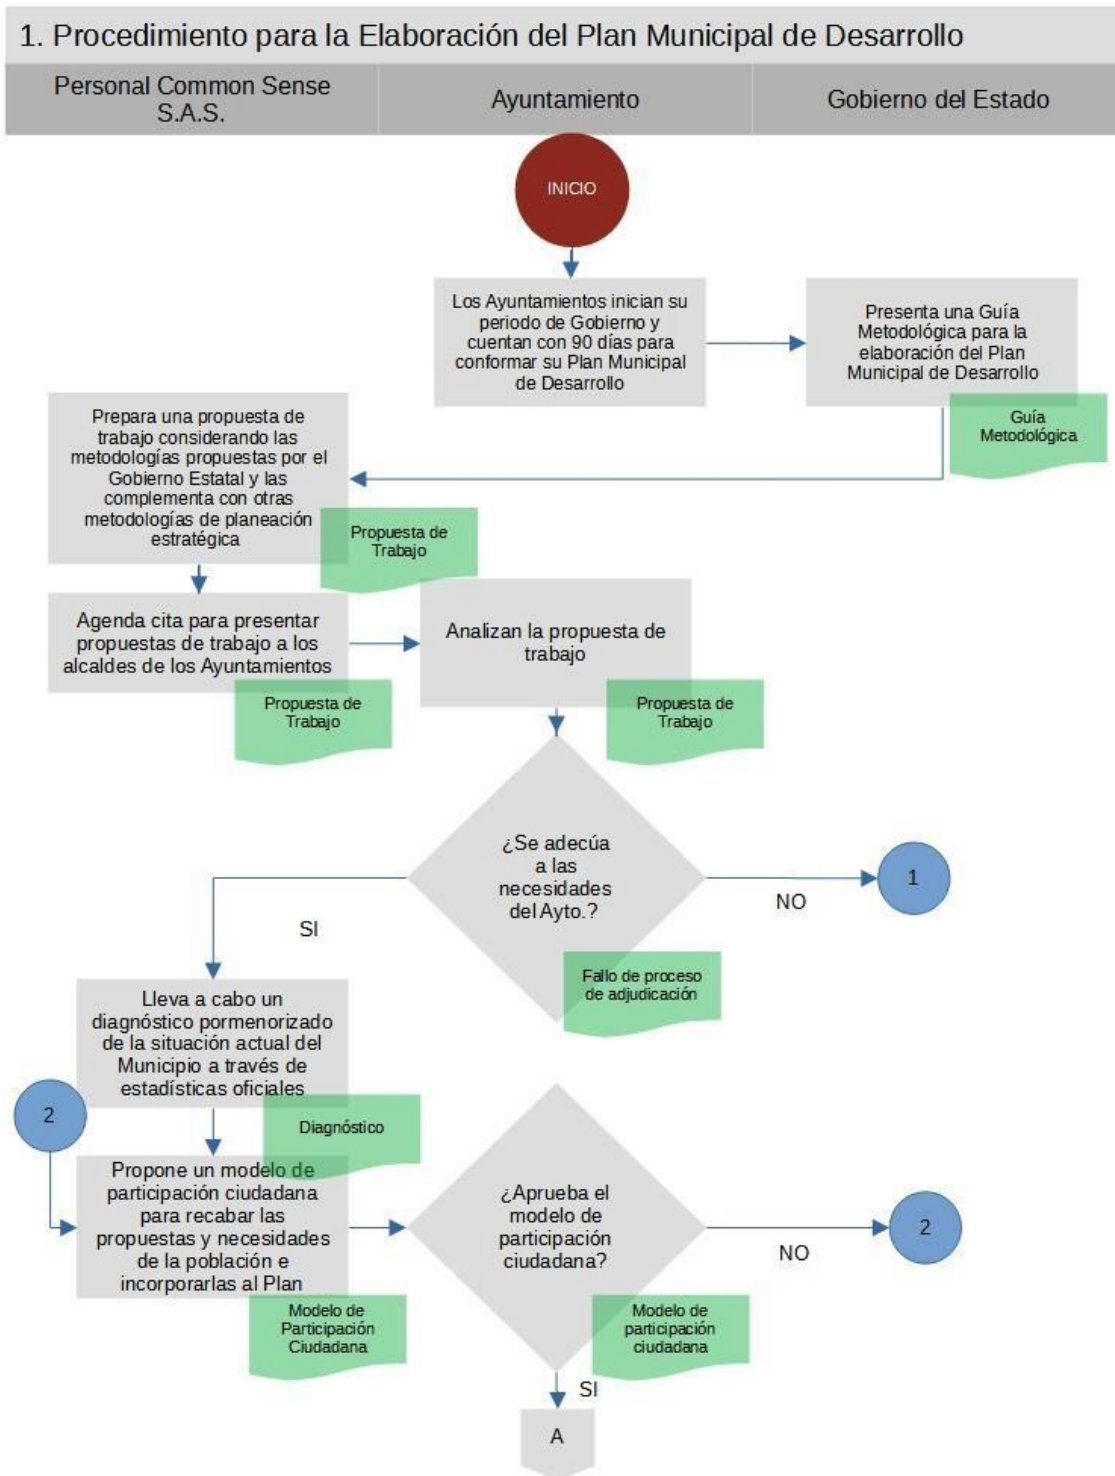 1. Procedimiento para la Elaboración del Plan Municipal de Desarrollo
Personal Common Sense
S.A.S.
Ayuntamiento
Gobierno del Estado
INICIO
Los Ayuntamientos inician su
periodo de Gobierno y
cuentan con 90 días para
conformar su Plan Municipal
de Desarrollo
Presenta una Guía
Metodológica para la
elaboración del Plan
Municipal de Desarrollo
Guía
Metodológica
Prepara una propuesta de
trabajo considerando las
metodologías propuestas por el
Gobierno Estatal y las
complementa con otras
metodologías de planeación
estratégica
Propuesta de
Trabajo
Agenda cita para presentar
propuestas de trabajo a los
alcaldes de los Ayuntamientos
Propuesta de
Trabajo
Analizan la propuesta de
trabajo
Propuesta de
Trabajo
¿Se adecúa
a las
necesidades
del Ayto.?
NO
1
SI
Fallo de proceso
de adjudicación
Lleva a cabo un
diagnóstico pormenorizado
de la situación actual del
Municipio a través de
estadísticas oficiales
Diagnóstico
2
Propone un modelo de
participación ciudadana
para recabar las
propuestas y necesidades
de la población e
incorporarlas al Plan
Modelo de
Participación
Ciudadana
¿Aprueba el
modelo de
participación
ciudadana?
NO
2
Modelo de
participación
ciudadana
SI
A